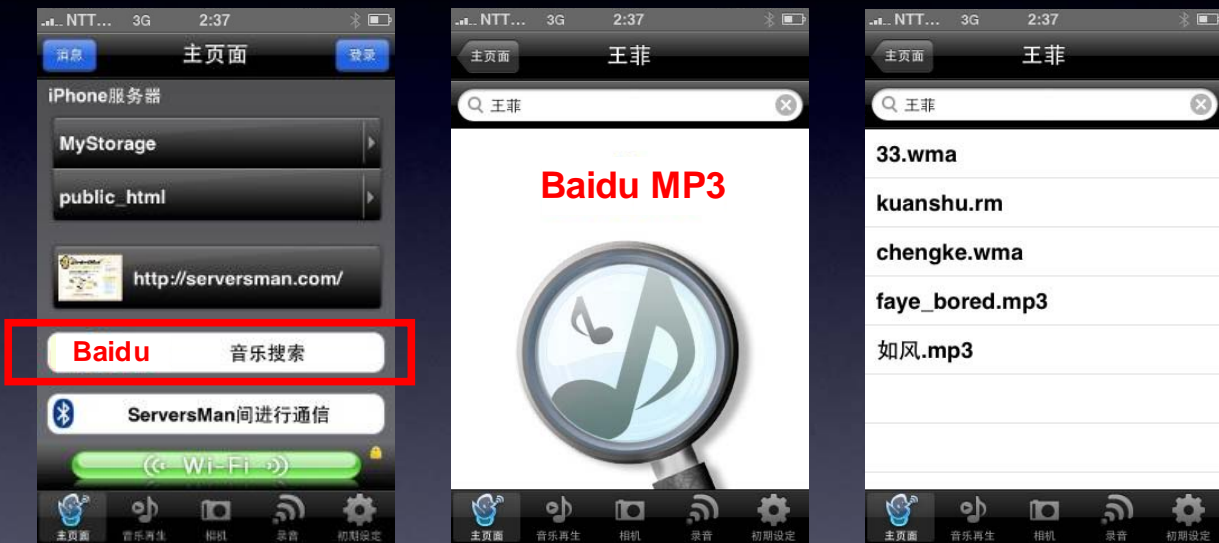 NTT... 3G 2:37
消息 主页面 登录
iPhone服务器
MyStorage
public_html
http://serversman.com/
Baidu 音乐搜索
ServersMan间进行通信
Wi-Fi
主页面 音乐再生 相机 录音 初期设定
NTT... 3G 2:37
主页面 王菲
王菲
Baidu MP3
主页面 音乐再生 相机 录音 初期设定
NTT... 3G 2:37
主页面 王菲
王菲
33.wma
kuanshu.rm
chengke.wma
faye_bored.mp3
如风.mp3
主页面 音乐再生 相机 录音 初期设定